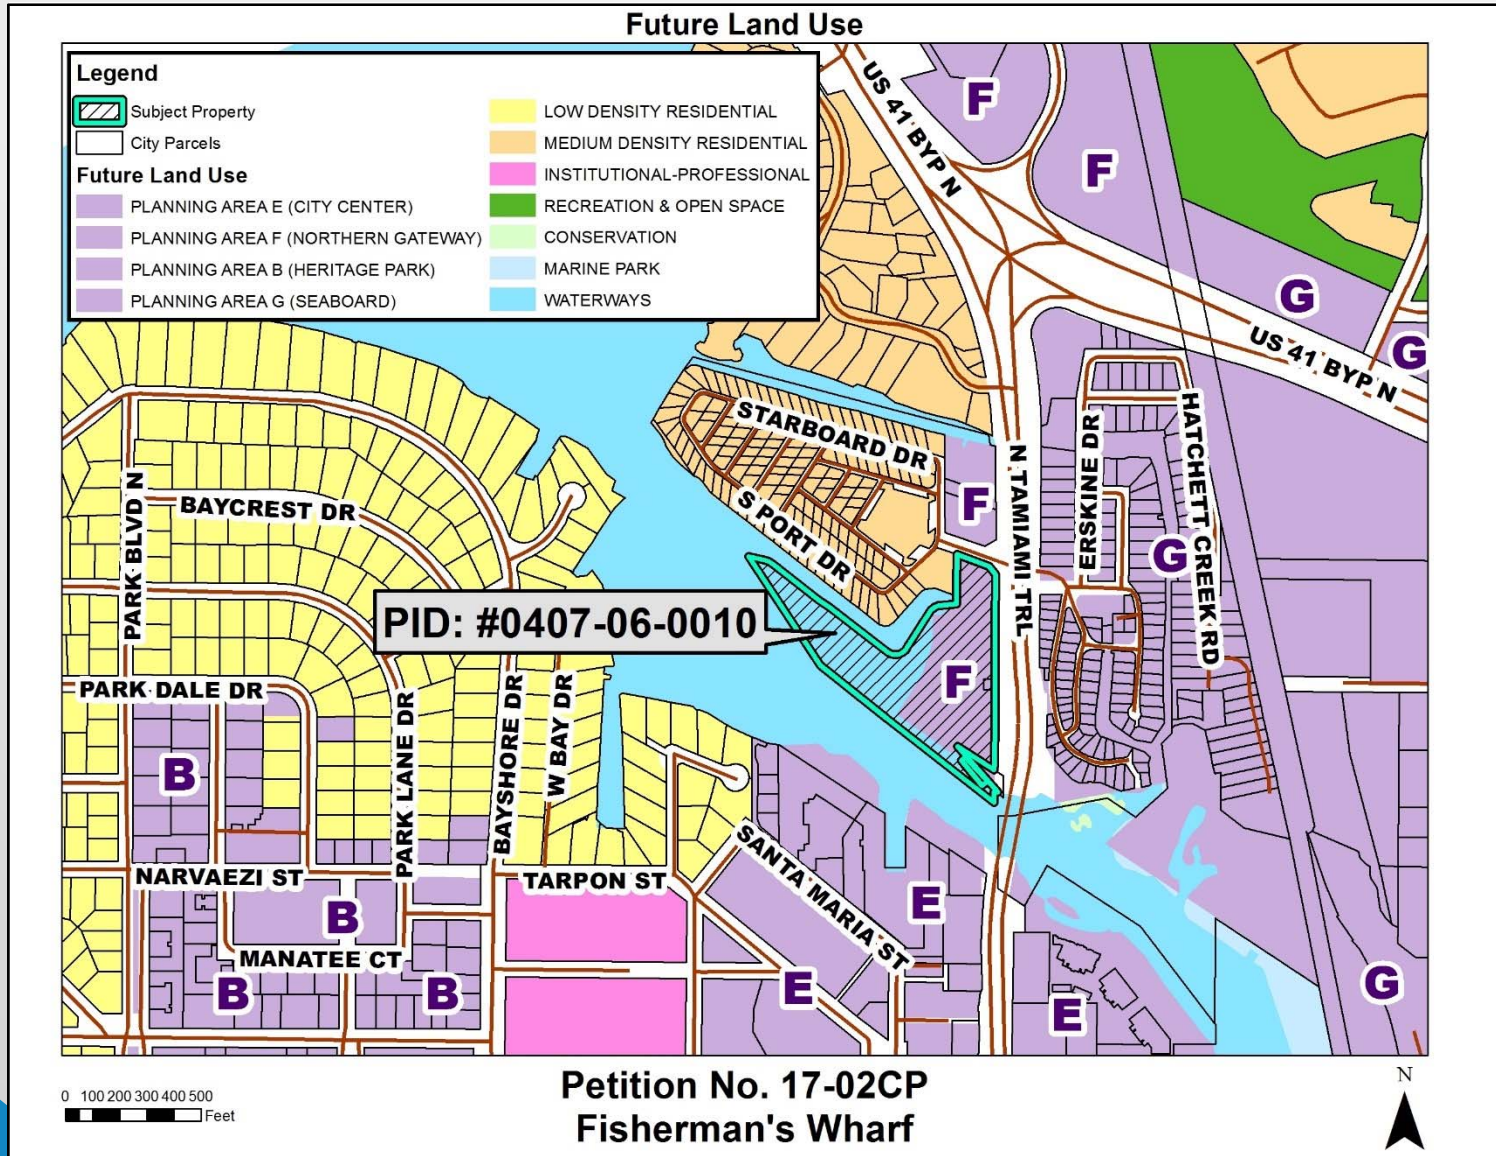 Future Land Use
Legend
Subject Property
City Parcels
Future Land Use
PLANNING AREA E (CITY CENTER)
PLANNING AREA F (NORTHERN GATEWAY)
PLANNING AREA B (HERITAGE PARK)
PLANNING AREA G (SEABOARD)
LOW DENSITY RESIDENTIAL
MEDIUM DENSITY RESIDENTIAL
INSTITUTIONAL-PROFESSIONAL
RECREATION & OPEN SPACE
CONSERVATION
MARINE PARK
WATERWAYS
US 41 BYP N
F
F
G
US 41 BYP N
G
STARBOARD DR
S PORT DR
F
N TAMIAMI TRL
ERSKINE DR
HATCHETT CREEK RD
G
PARK BLVD N
BAYCREST DR
PID: #0407-06-0010
F
PARK DALE DR
PARK LANE DR
BAYSHORE DR
W BAY DR
B
NARVAEZI ST
TARPON ST
SANTA MARIA ST
B
E
MANATEE CT
B
B
E
E
G
0 100 200 300 400 500
Feet
Petition No. 17-02CP
Fisherman's Wharf
N